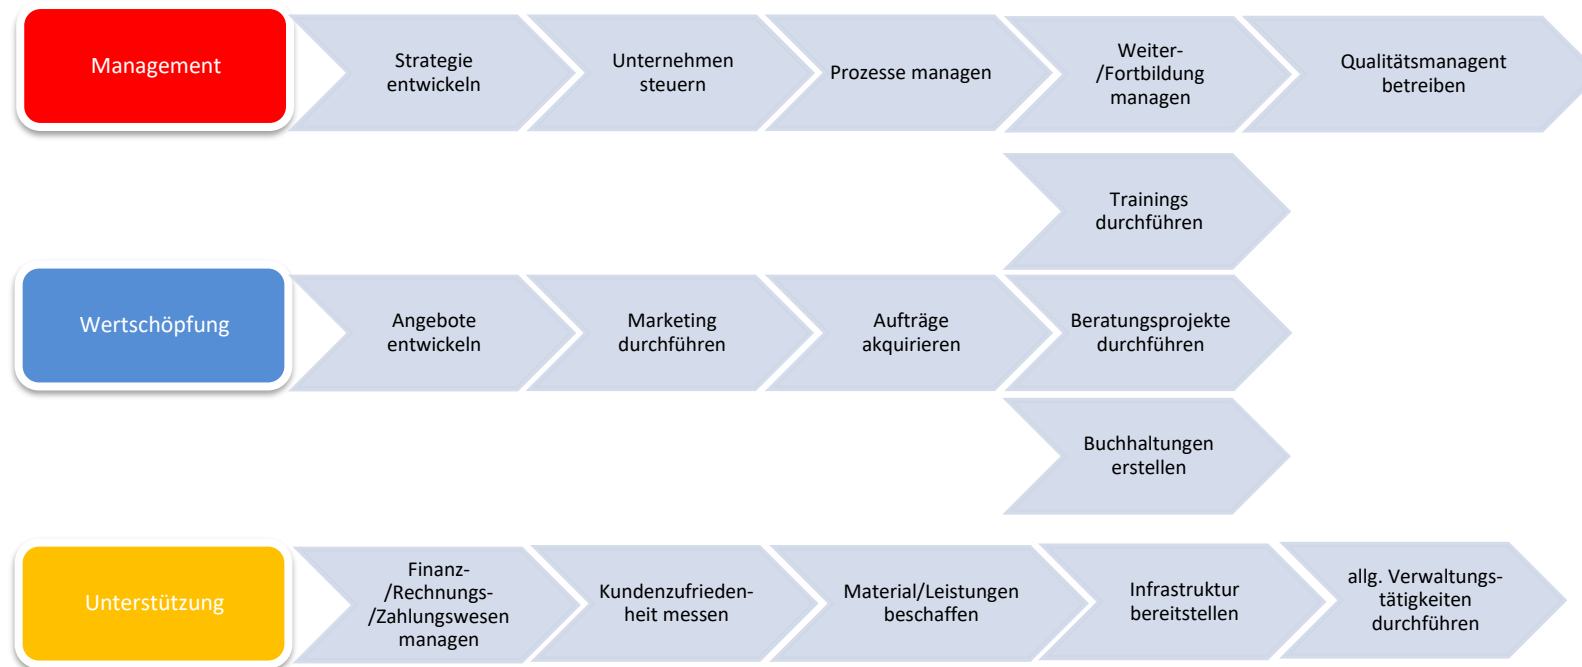 Management
Strategie
entwickeln
Unternehmen
steuern
Prozesse managen
Weiter-
/Fortbildung
managen
Qualitätsmanagent
betreiben
Trainings
durchführen
Wertschöpfung
Angebote
entwickeln
Marketing
durchführen
Aufträge
akquirieren
Beratungsprojekte
durchführen
Buchhaltungen
erstellen
Unterstützung
Finanz-
/Rechnungs-
/Zahlungswesen
managen
Kundenzufrieden-
heit messen
Material/Leistungen
beschaffen
Infrastruktur
bereitstellen
allg. Verwaltungs-
tätigkeiten
durchführen